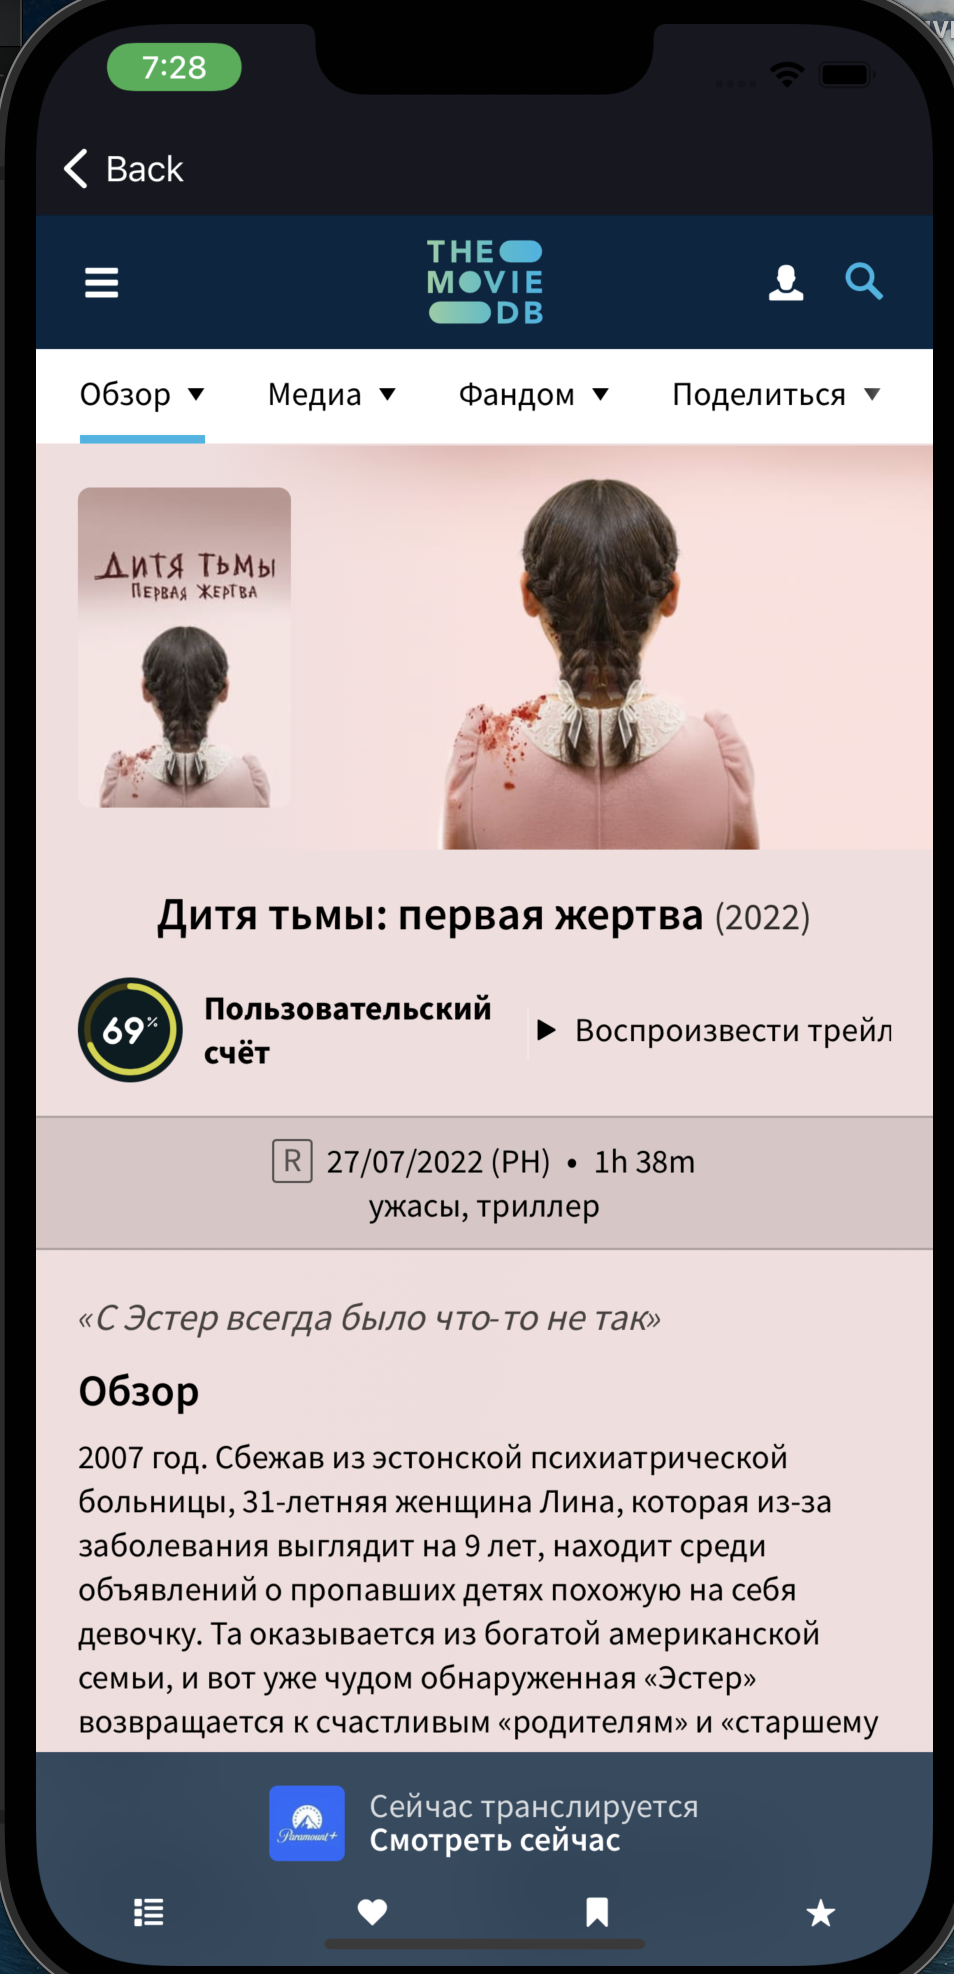 7:28
Back
THE
MOVIE
DB
Обзор
Медиа
Фандом
Поделиться
ДИТЯ ТЬМЫ
ПЕРВАЯ ЖЕРТВА
Дитя тьмы: первая жертва (2022)
69%
Пользовательский
счёт
Воспроизвести трейл
R 27/07/2022 (PH) • 1h 38m
ужасы, триллер
«С Эстер всегда было что-то не так»
Обзор
2007 год. Сбежав из эстонской психиатрической
больницы, 31-летняя женщина Лина, которая из-за
заболевания выглядит на 9 лет, находит среди
объявлений о пропавших детях похожую на себя
девочку. Та оказывается из богатой американской
семьи, и вот уже чудом обнаруженная «Эстер»
возвращается к счастливым «родителям» и «старшему
Paramount+
Сейчас транслируется
Смотреть сейчас